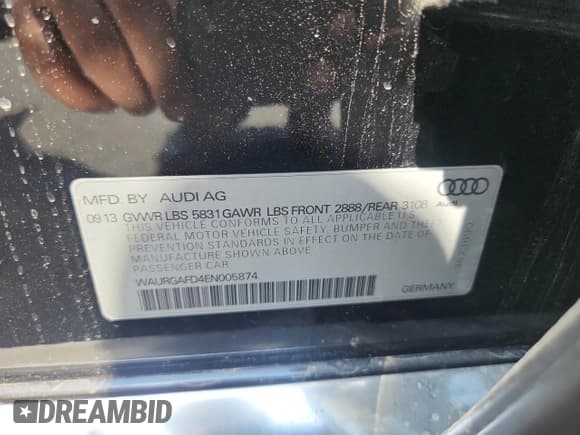 MFD. BY AUDI AG
09.13 GVWR LBS 5831 GAWR LBS FRONT 2888/REAR 3108
Audi
THIS VEHICLE CONFORMS TO ALL APPLICABLE U.S.
FEDERAL MOTOR VEHICLE SAFETY, BUMPER, AND THEFT
PREVENTION STANDARDS IN EFFECT ON THE DATE OF
MANUFACTURE SHOWN ABOVE
PASSENGER CAR
WAURGAFD4EN005874
GERMANY
DREAMBID